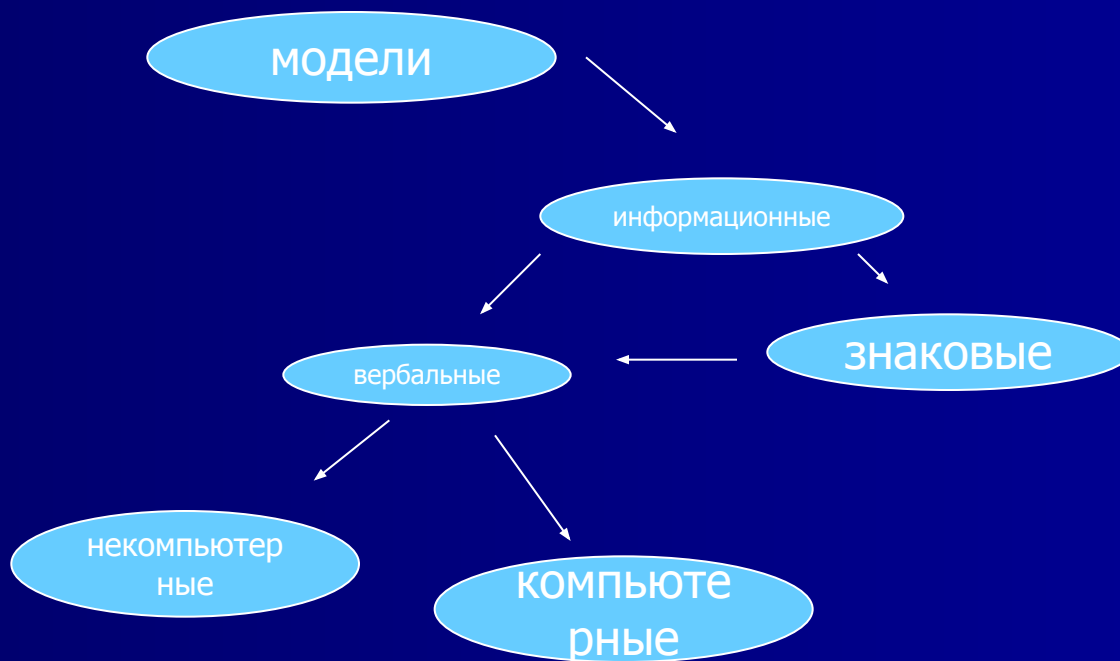 модели
информационные
знаковые
вербальные
некомпьютер
ные
компьюте
рные